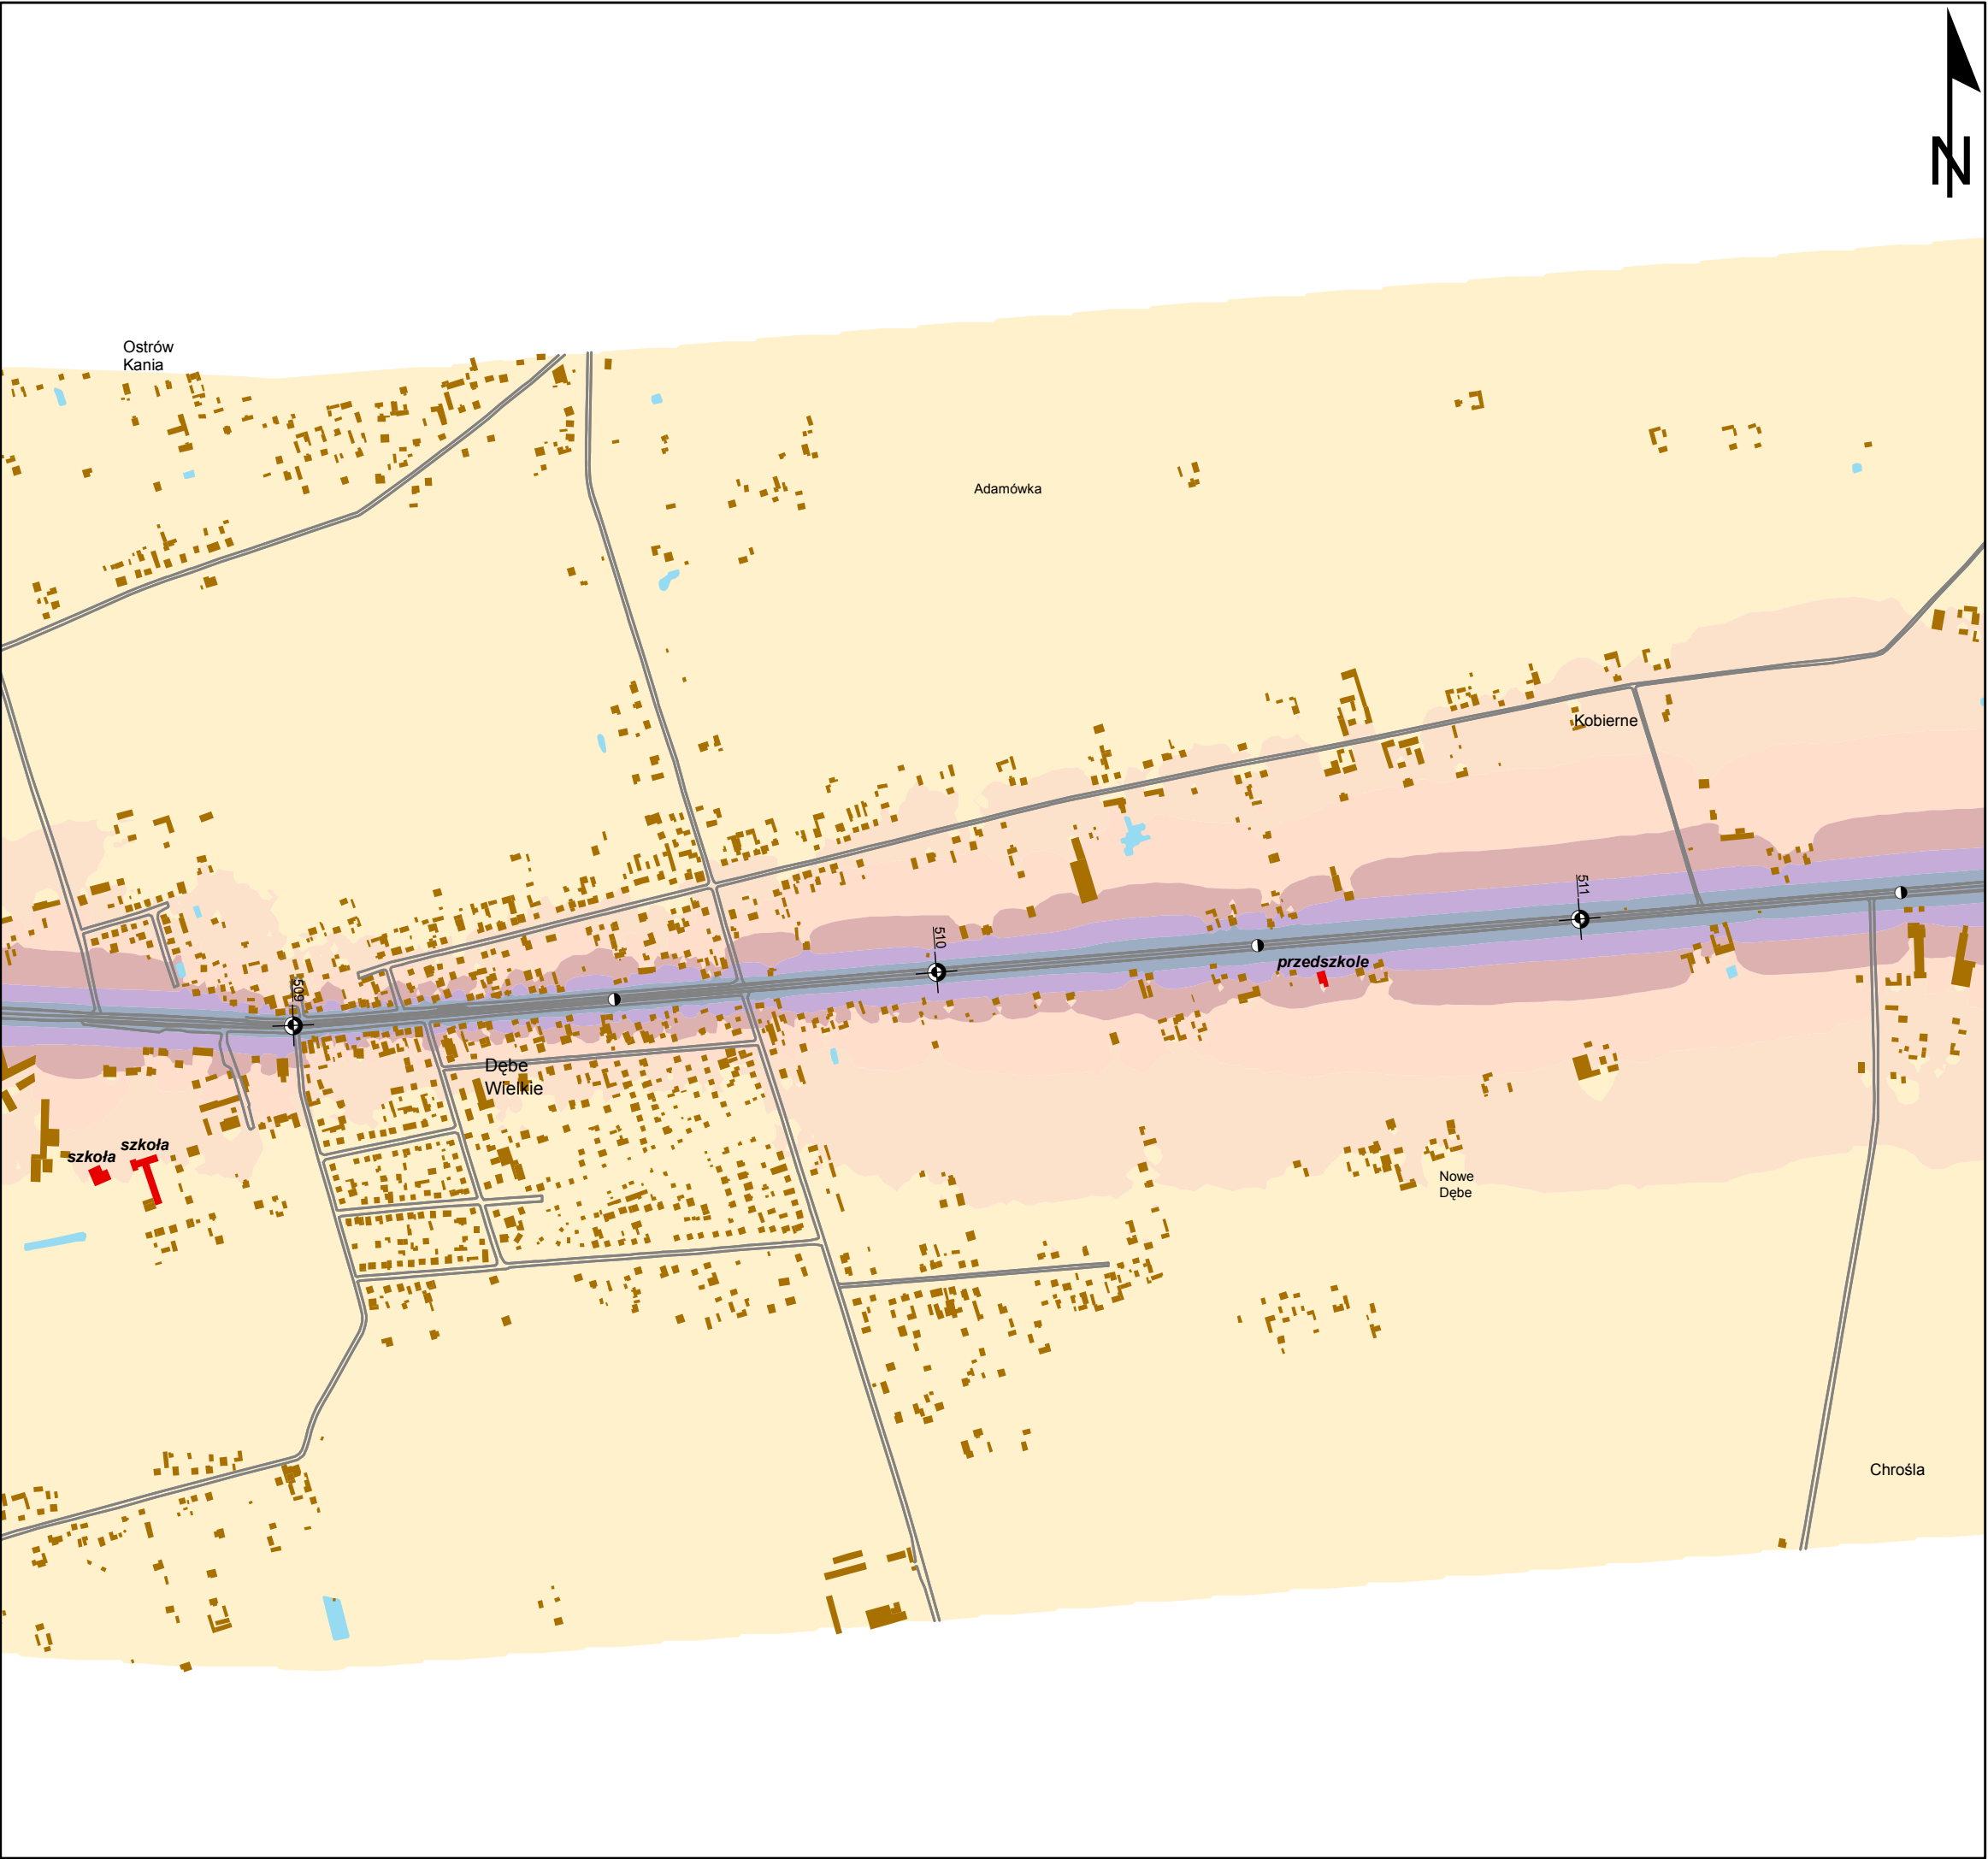 N
Ostrów
Kania
Adamówka
Kobierne
511
510
przedszkole
509
Dębe
Wielkie
szkoła
szkoła
Nowe
Dębe
Chrośla